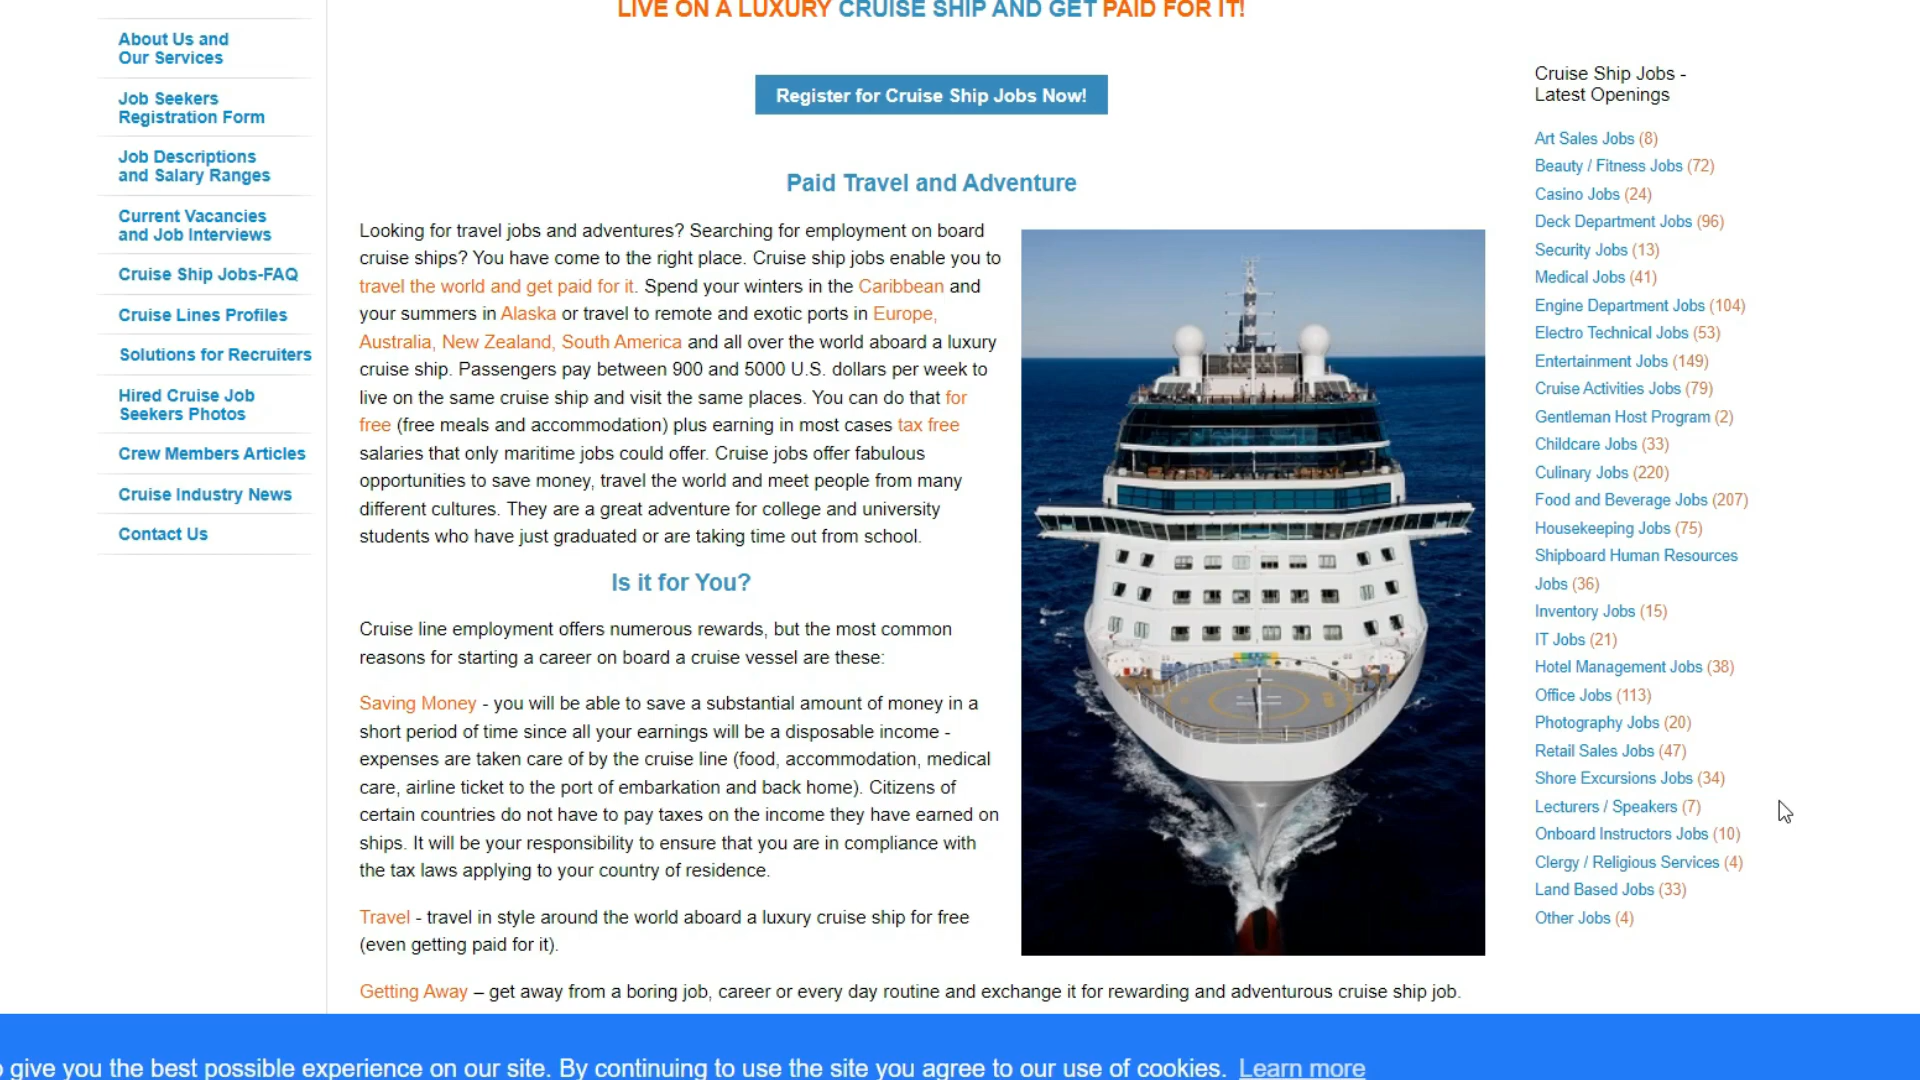 LIVE ON A LUXURY CRUISE SHIP AND GET PAID FOR IT!
About Us and
Our Services
Job Seekers
Registration Form
Job Descriptions
and Salary Ranges
Current Vacancies
and Job Interviews
Cruise Ship Jobs-FAQ
Cruise Lines Profiles
Solutions for Recruiters
Hired Cruise Job
Seekers Photos
Crew Members Articles
Cruise Industry News
Contact Us
Register for Cruise Ship Jobs Now!
Paid Travel and Adventure
Looking for travel jobs and adventures? Searching for employment on board
cruise ships? You have come to the right place. Cruise ship jobs enable you to
travel the world and get paid for it. Spend your winters in the Caribbean and
your summers in Alaska or travel to remote and exotic ports in Europe,
Australia, New Zealand, South America and all over the world aboard a luxury
cruise ship. Passengers pay between 900 and 5000 U.S. dollars per week to
live on the same cruise ship and visit the same places. You can do that for
free (free meals and accommodation) plus earning in most cases tax free
salaries that only maritime jobs could offer. Cruise jobs offer fabulous
opportunities to save money, travel the world and meet people from many
different cultures. They are a great adventure for college and university
students who have just graduated or are taking time out from school.
Is it for You?
Cruise line employment offers numerous rewards, but the most common
reasons for starting a career on board a cruise vessel are these:
Saving Money - you will be able to save a substantial amount of money in a
short period of time since all your earnings will be a disposable income -
expenses are taken care of by the cruise line (food, accommodation, medical
care, airline ticket to the port of embarkation and back home). Citizens of
certain countries do not have to pay taxes on the income they have earned on
ships. It will be your responsibility to ensure that you are in compliance with
the tax laws applying to your country of residence.
Travel - travel in style around the world aboard a luxury cruise ship for free
(even getting paid for it).
Getting Away – get away from a boring job, career or every day routine and exchange it for rewarding and adventurous cruise ship job.
Cruise Ship Jobs -
Latest Openings
Art Sales Jobs (8)
Beauty / Fitness Jobs (72)
Casino Jobs (24)
Deck Department Jobs (96)
Security Jobs (13)
Medical Jobs (41)
Engine Department Jobs (104)
Electro Technical Jobs (53)
Entertainment Jobs (149)
Cruise Activities Jobs (79)
Gentleman Host Program (2)
Childcare Jobs (33)
Culinary Jobs (220)
Food and Beverage Jobs (207)
Housekeeping Jobs (75)
Shipboard Human Resources
Jobs (36)
Inventory Jobs (15)
IT Jobs (21)
Hotel Management Jobs (38)
Office Jobs (113)
Photography Jobs (20)
Retail Sales Jobs (47)
Shore Excursions Jobs (34)
Lecturers / Speakers (7)
Onboard Instructors Jobs (10)
Clergy / Religious Services (4)
Land Based Jobs (33)
Other Jobs (4)
give you the best possible experience on our site. By continuing to use the site you agree to our use of cookies. Learn more